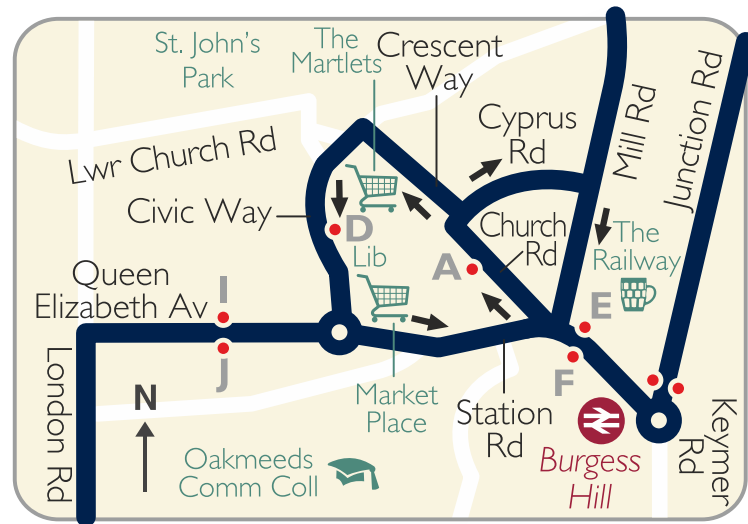 St. John's
Park
The
Martlets
Crescent
Way
Cyprus
Rd
Mill Rd
Junction Rd
Lwr Church Rd
Civic Way
D
Lib
Church
Rd
A
The
Railway
Queen
Elizabeth Av
I
J
E
F
London Rd
N
Market
Place
Station
Rd
Oakmeeds
Comm Coll
Burgess
Hill
Keymer
Rd